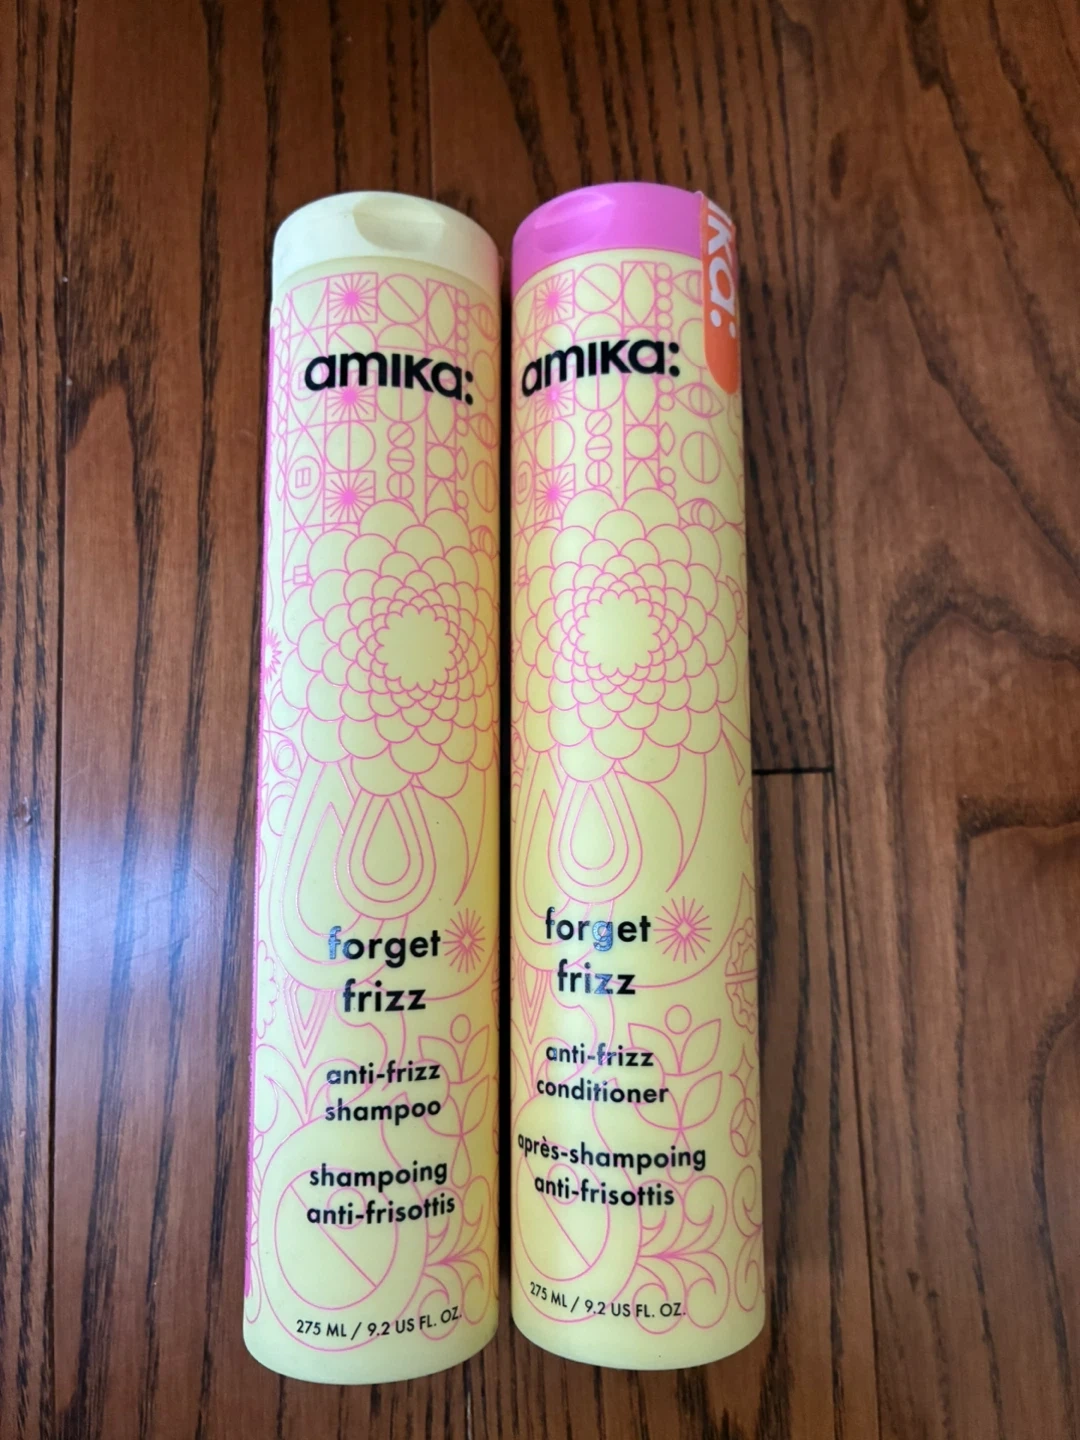 amika:
forget
frizz
anti-frizz
shampoo
shampoing
anti-frisottis
275 ML / 9.2 US FL. OZ.
amika:
ika:
forget
frizz
anti-frizz
conditioner
après-shampoing
anti-frisottis
275 ML / 9.2 US FL. OZ.